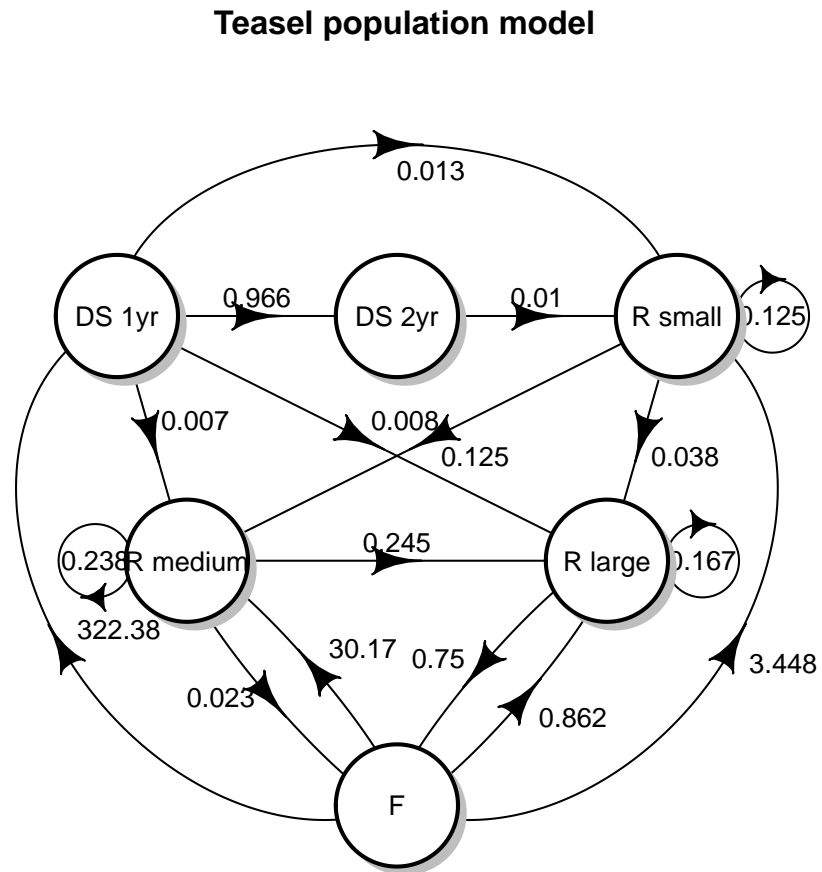 Teasel population model
0.013
DS 1yr
0.966
DS 2yr
0.01
R small
0.125
0.007
0.008
0.125
0.038
0.238
R medium
0.245
R large
0.167
322.38
0.023
30.17
0.75
0.862
3.448
F